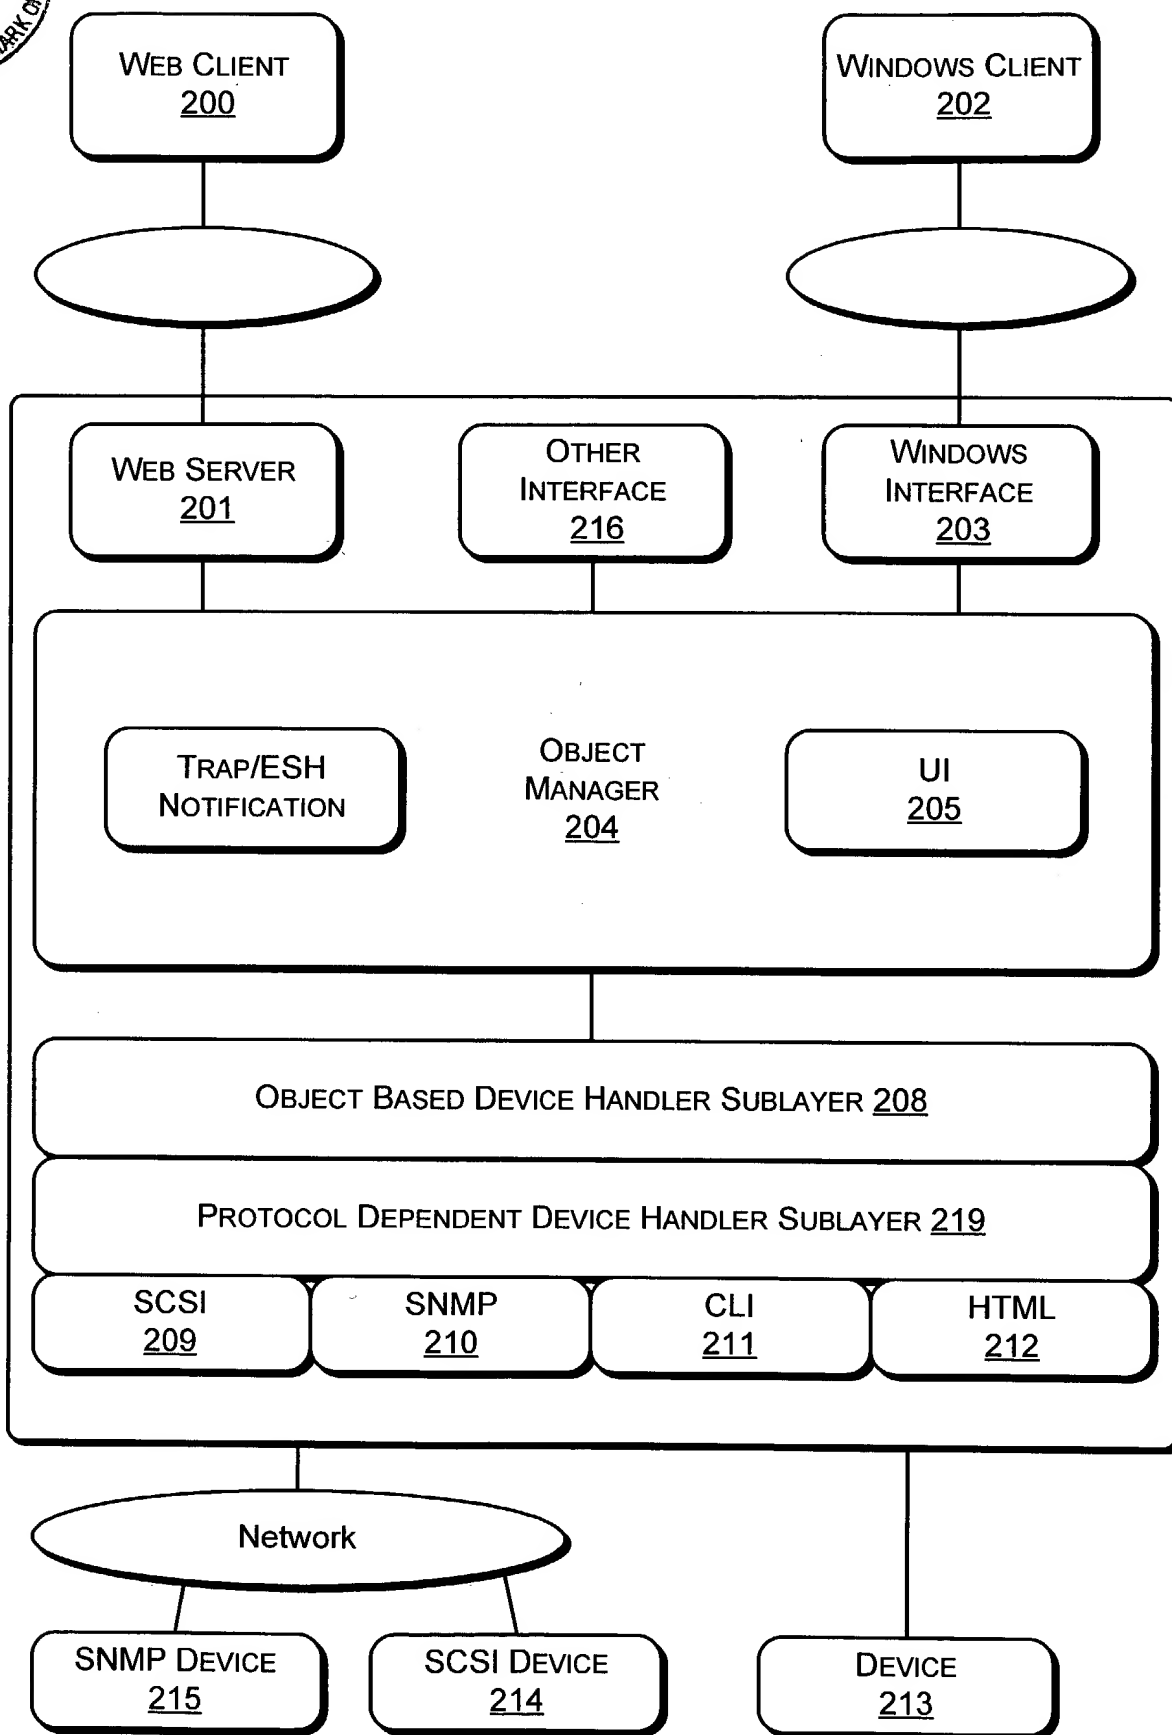 WEB CLIENT
200
WINDOWS CLIENT
202
WEB SERVER
201
OTHER
INTERFACE
216
WINDOWS
INTERFACE
203
TRAP/ESH
NOTIFICATION
OBJECT
MANAGER
204
UI
205
OBJECT BASED DEVICE HANDLER SUBLAYER 208
PROTOCOL DEPENDENT DEVICE HANDLER SUBLAYER 219
SCSI
209
SNMP
210
CLI
211
HTML
212
Network
SNMP DEVICE
215
SCSI DEVICE
214
DEVICE
213